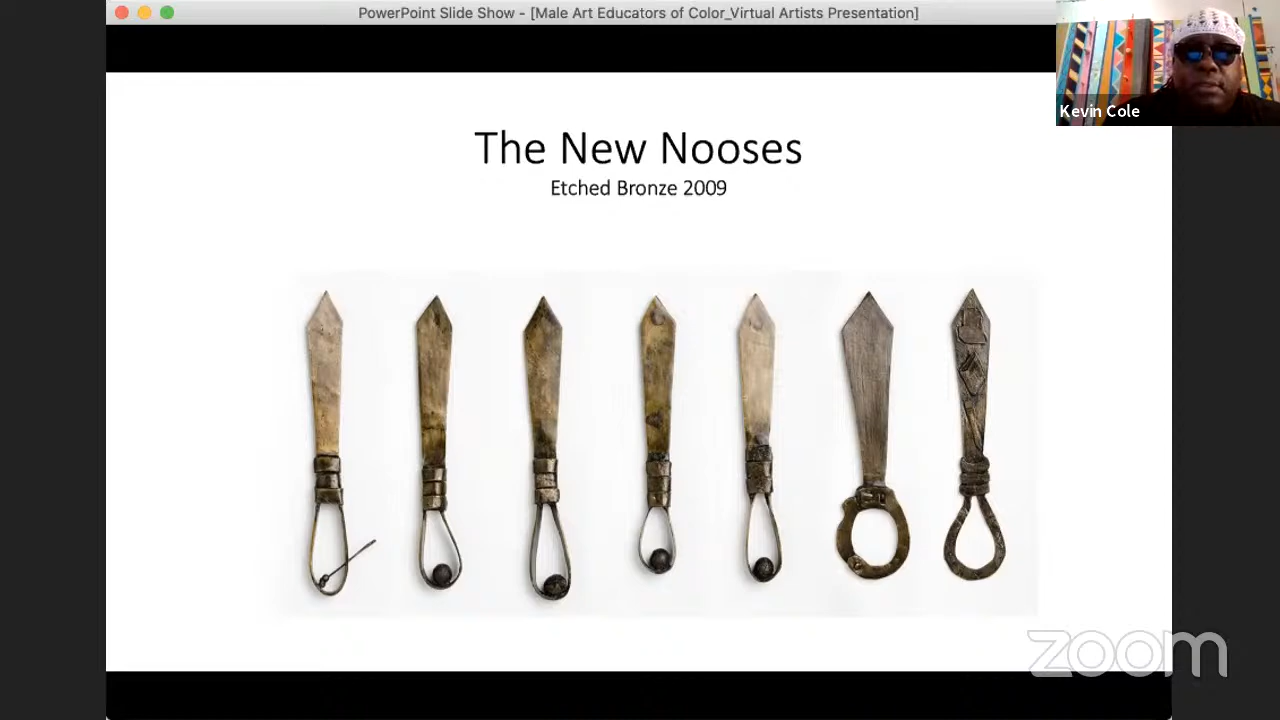 PowerPoint Slide Show - [Male Art Educators of Color_Virtual Artists Presentation]
Kevin Cole
The New Nooses
Etched Bronze 2009
zoom